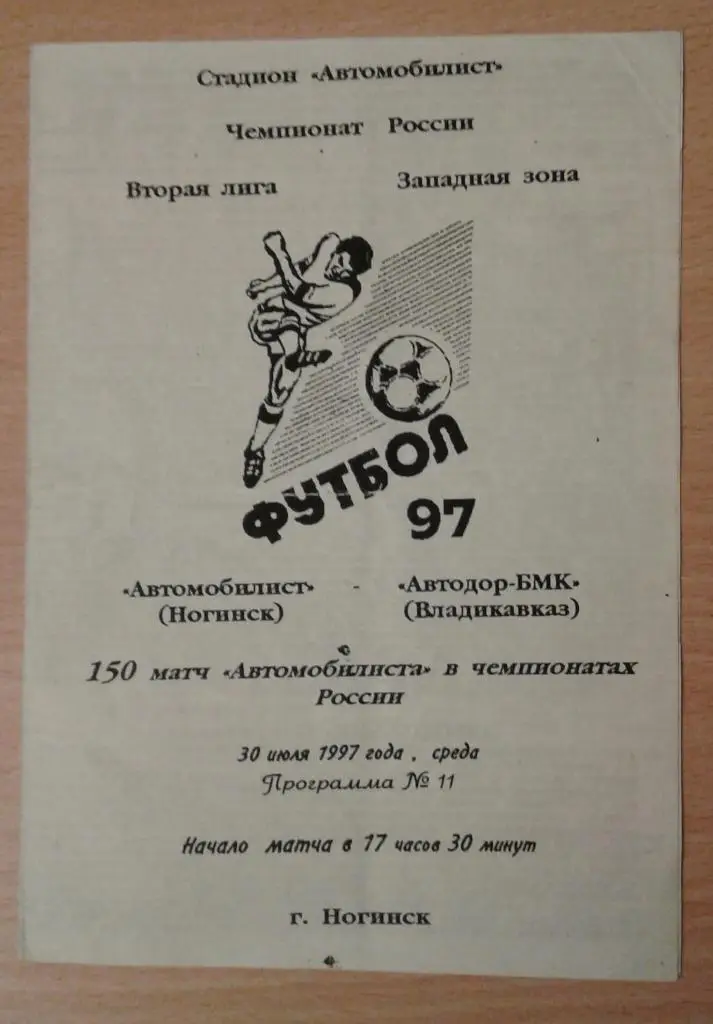 Стадион «Автомобилист»
Чемпионат России
Вторая лига Западная зона
ФУТБОЛ
97
«Автомобилист» - «Автодор-БМК»
(Ногинск) (Владикавказ)
150 матч «Автомобилиста» в чемпионатах
России
30 июля 1997 года , среда
Программа № 11
Начало матча в 17 часов 30 минут
г. Ногинск